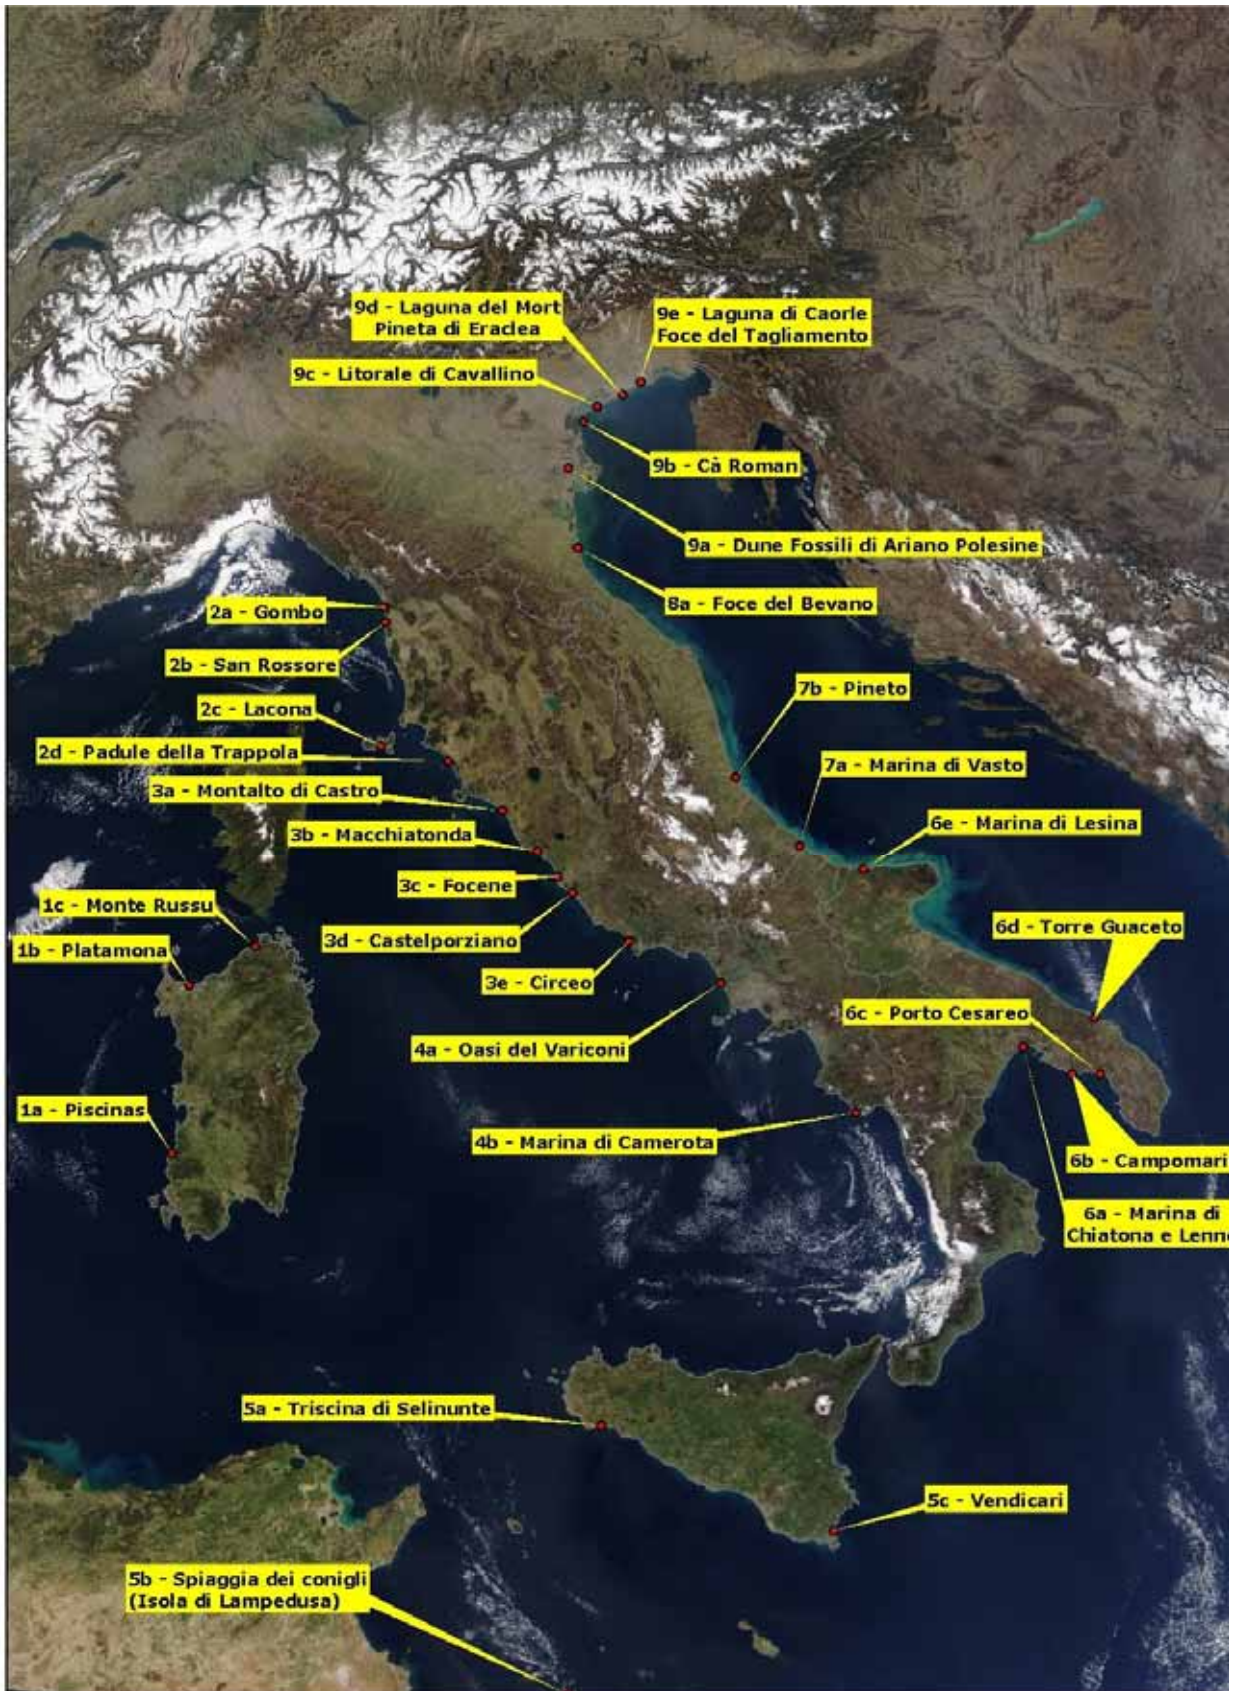 9d - Laguna del Mort
Pineta di Eraclea
9e - Laguna di Caorle
Foce del Tagliamento
9c - Litorale di Cavallino
9b - Cà Roman
9a - Dune Fossili di Ariano Polesine
8a - Foce del Bevano
2a - Gombo
2b - San Rossore
7b - Pineto
2c - Lacona
2d - Padule della Trappola
7a - Marina di Vasto
3a - Montalto di Castro
6e - Marina di Lesina
3b - Macchiatonda
3c - Focene
1c - Monte Russu
6d - Torre Guaceto
3d - Castelporziano
1b - Platamona
3e - Circeo
6c - Porto Cesareo
4a - Oasi del Variconi
1a - Piscinas
4b - Marina di Camerota
6b - Campomari
6a - Marina di
Chiatona e Lenn
5a - Triscina di Selinunte
5c - Vendicari
5b - Spiaggia dei conigli
(Isola di Lampedusa)